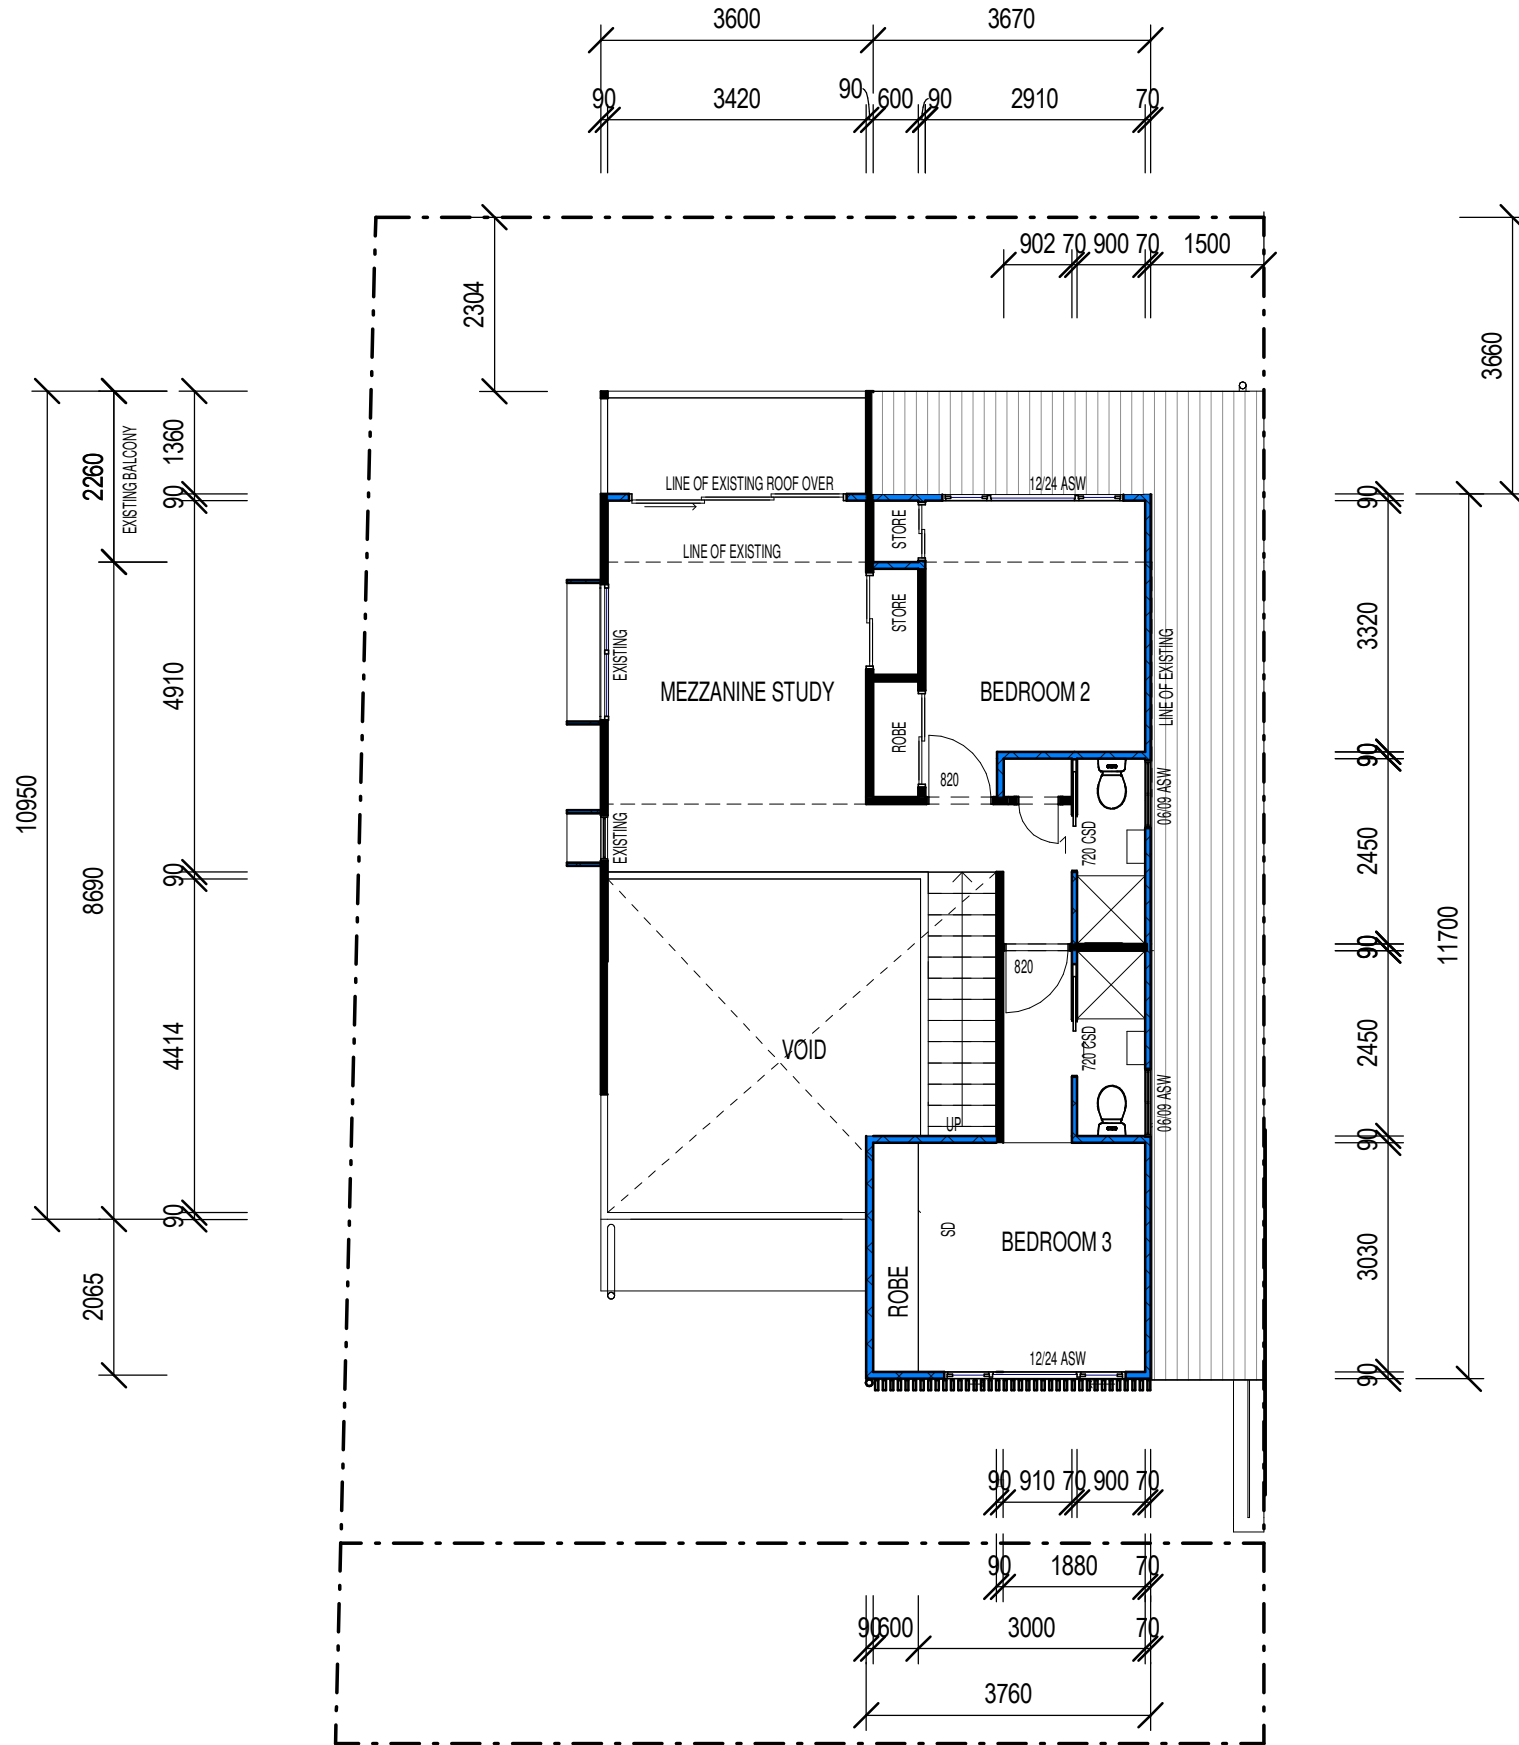 3600 3670
90 3420 90 600 90 2910 70
902 70 900 70 1500
2304
3660
10950
2260
EXISTING BALCONY
8690
2065
1360
90
4910
90
4414
90
LINE OF EXISTING ROOF OVER
12/24 ASW
LINE OF EXISTING
STORE
STORE
EXISTING
MEZZANINE STUDY
BEDROOM 2
LINE OF EXISTING
ROBE
820
EXISTING
720 CSD
06/09 ASW
820
VOID
720 CSD
06/09 ASW
UP
SD
BEDROOM 3
ROBE
12/24 ASW
90
3320
90
2450
90
2450
90
3030
90
11700
90 910 70 900 70
90 1880 70
90 600 3000 70
3760